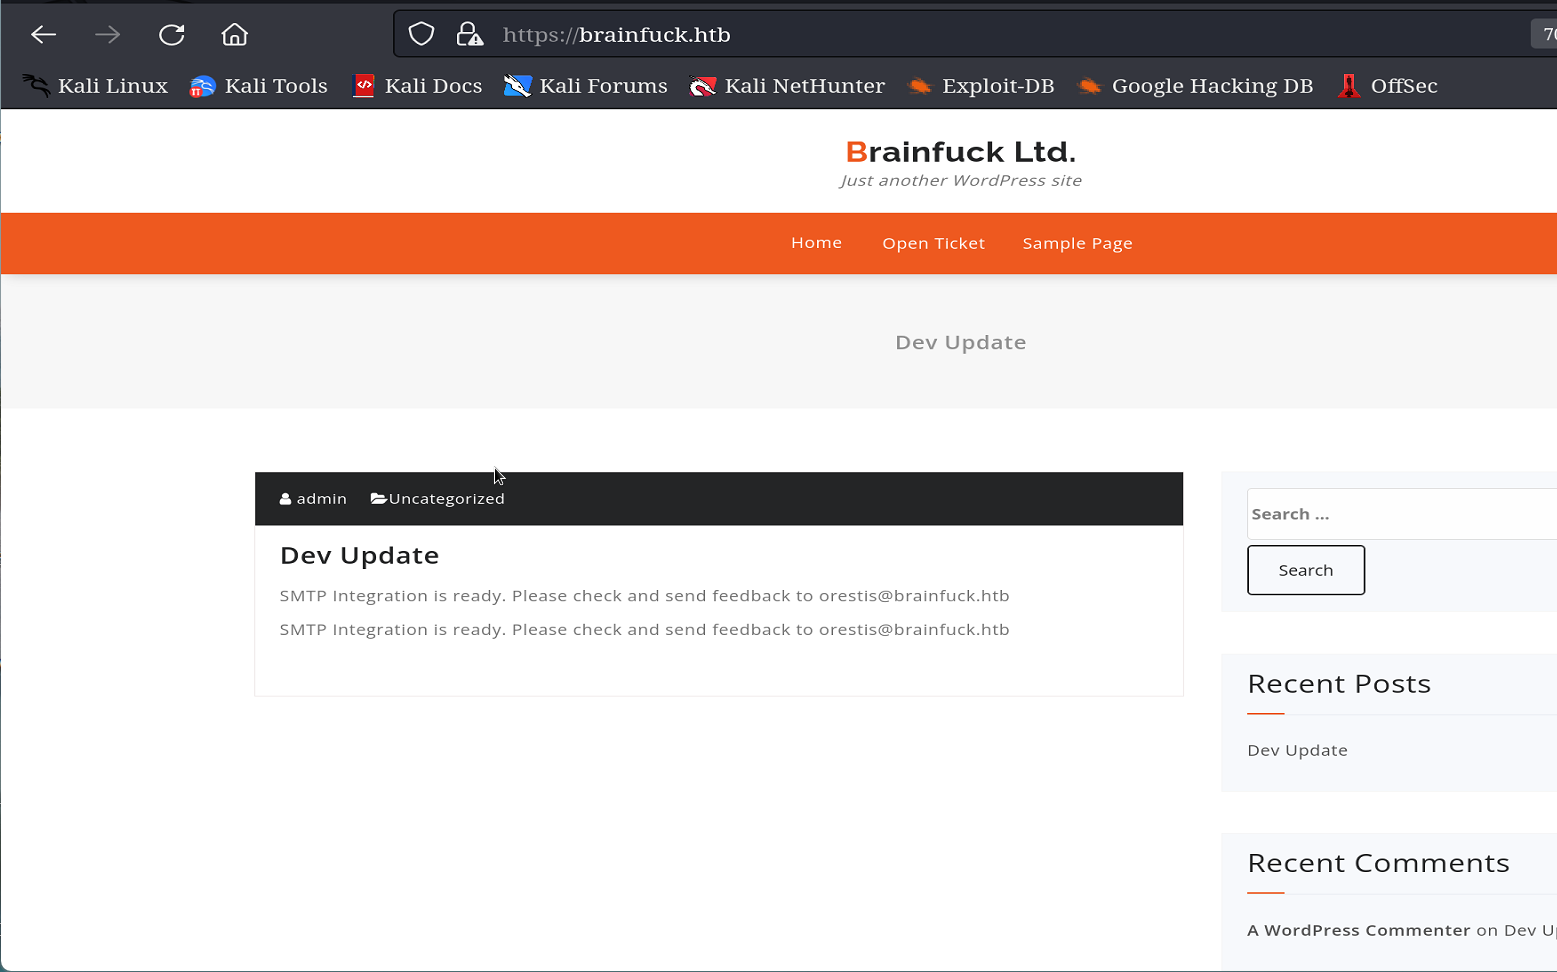 https://brainfuck.htb
Kali Linux Kali Tools Kali Docs Kali Forums Kali NetHunter Exploit-DB Google Hacking DB OffSec
Brainfuck Ltd.
Just another WordPress site
Home Open Ticket Sample Page
Dev Update
admin Uncategorized
Dev Update
SMTP Integration is ready. Please check and send feedback to orestis@brainfuck.htb
SMTP Integration is ready. Please check and send feedback to orestis@brainfuck.htb
Search ...
Search
Recent Posts
Dev Update
Recent Comments
A WordPress Commenter on Dev